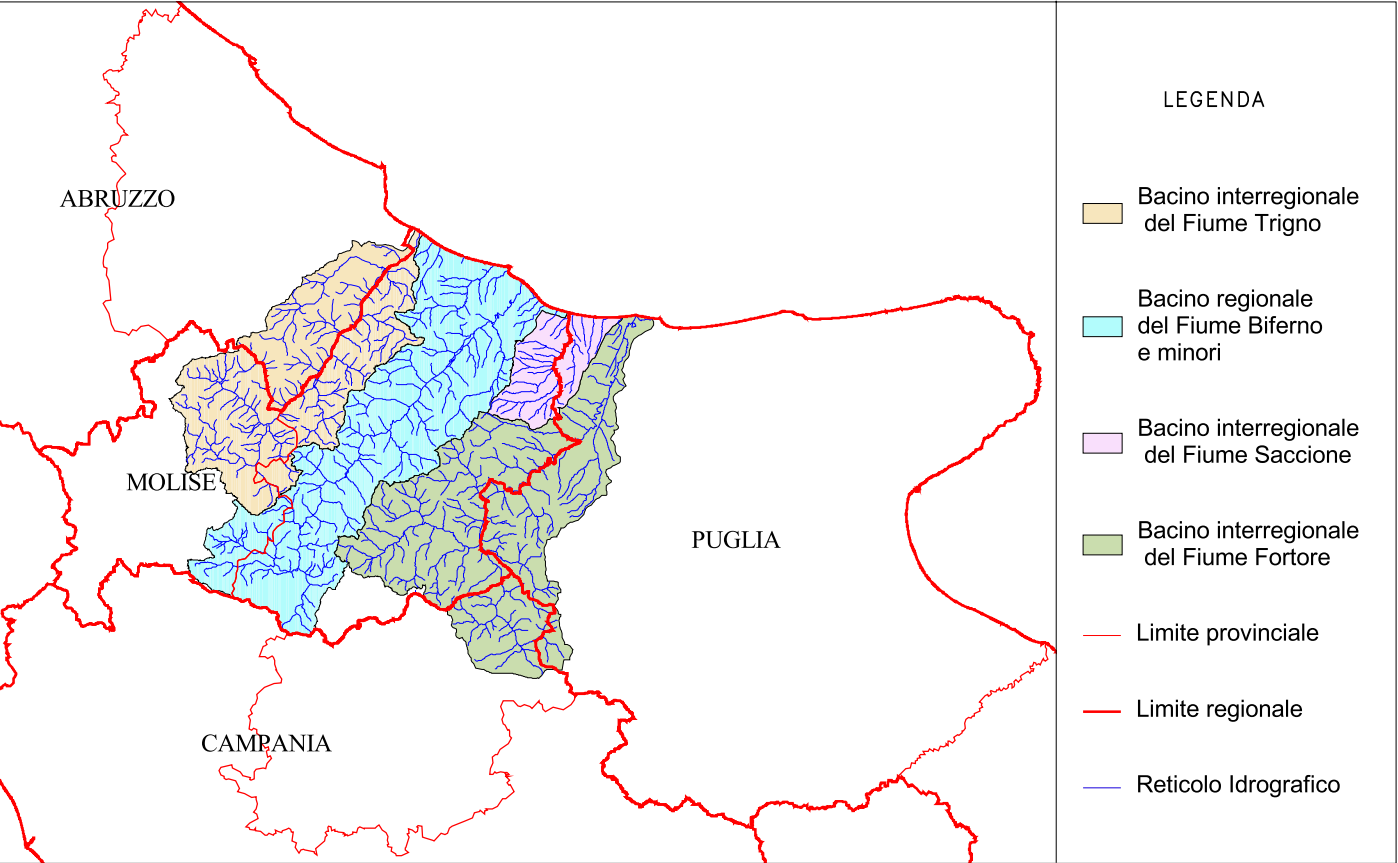 ABRUZZO
MOLISE
PUGLIA
CAMPANIA
LEGENDA
Bacino interregionale
del Fiume Trigno
Bacino regionale
del Fiume Biferno
e minori
Bacino interregionale
del Fiume Saccione
Bacino interregionale
del Fiume Fortore
Limite provinciale
Limite regionale
Reticolo Idrografico